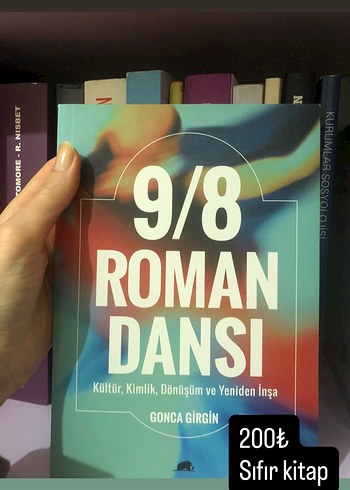 TOMORE - R. NISBET
KURUMLAR SOSYOLOJİSİ
9/8
ROMAN
DANSI
Kültür, Kimlik, Dönüşüm ve Yeniden İnşa
GONCA GİRGİN
200₺
Sıfır kitap